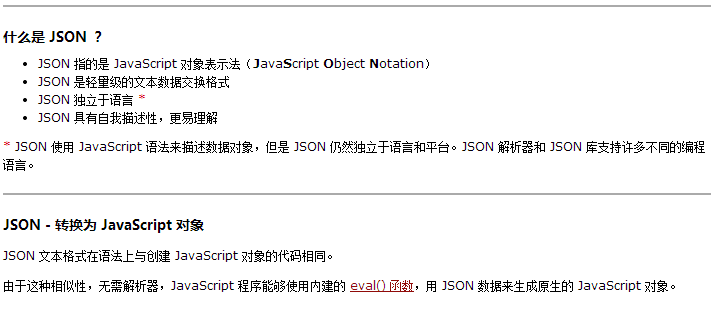 什么是 JSON ？
JSON 指的是 JavaScript 对象表示法（JavaScript Object Notation）
JSON 是轻量级的文本数据交换格式
JSON 独立于语言 *
JSON 具有自我描述性，更易理解
* JSON 使用 JavaScript 语法来描述数据对象，但是 JSON 仍然独立于语言和平台。JSON 解析器和 JSON 库支持许多不同的编程
语言。
JSON - 转换为 JavaScript 对象
JSON 文本格式在语法上与创建 JavaScript 对象的代码相同。
由于这种相似性，无需解析器，JavaScript 程序能够使用内建的 eval() 函数，用 JSON 数据来生成原生的 JavaScript 对象。